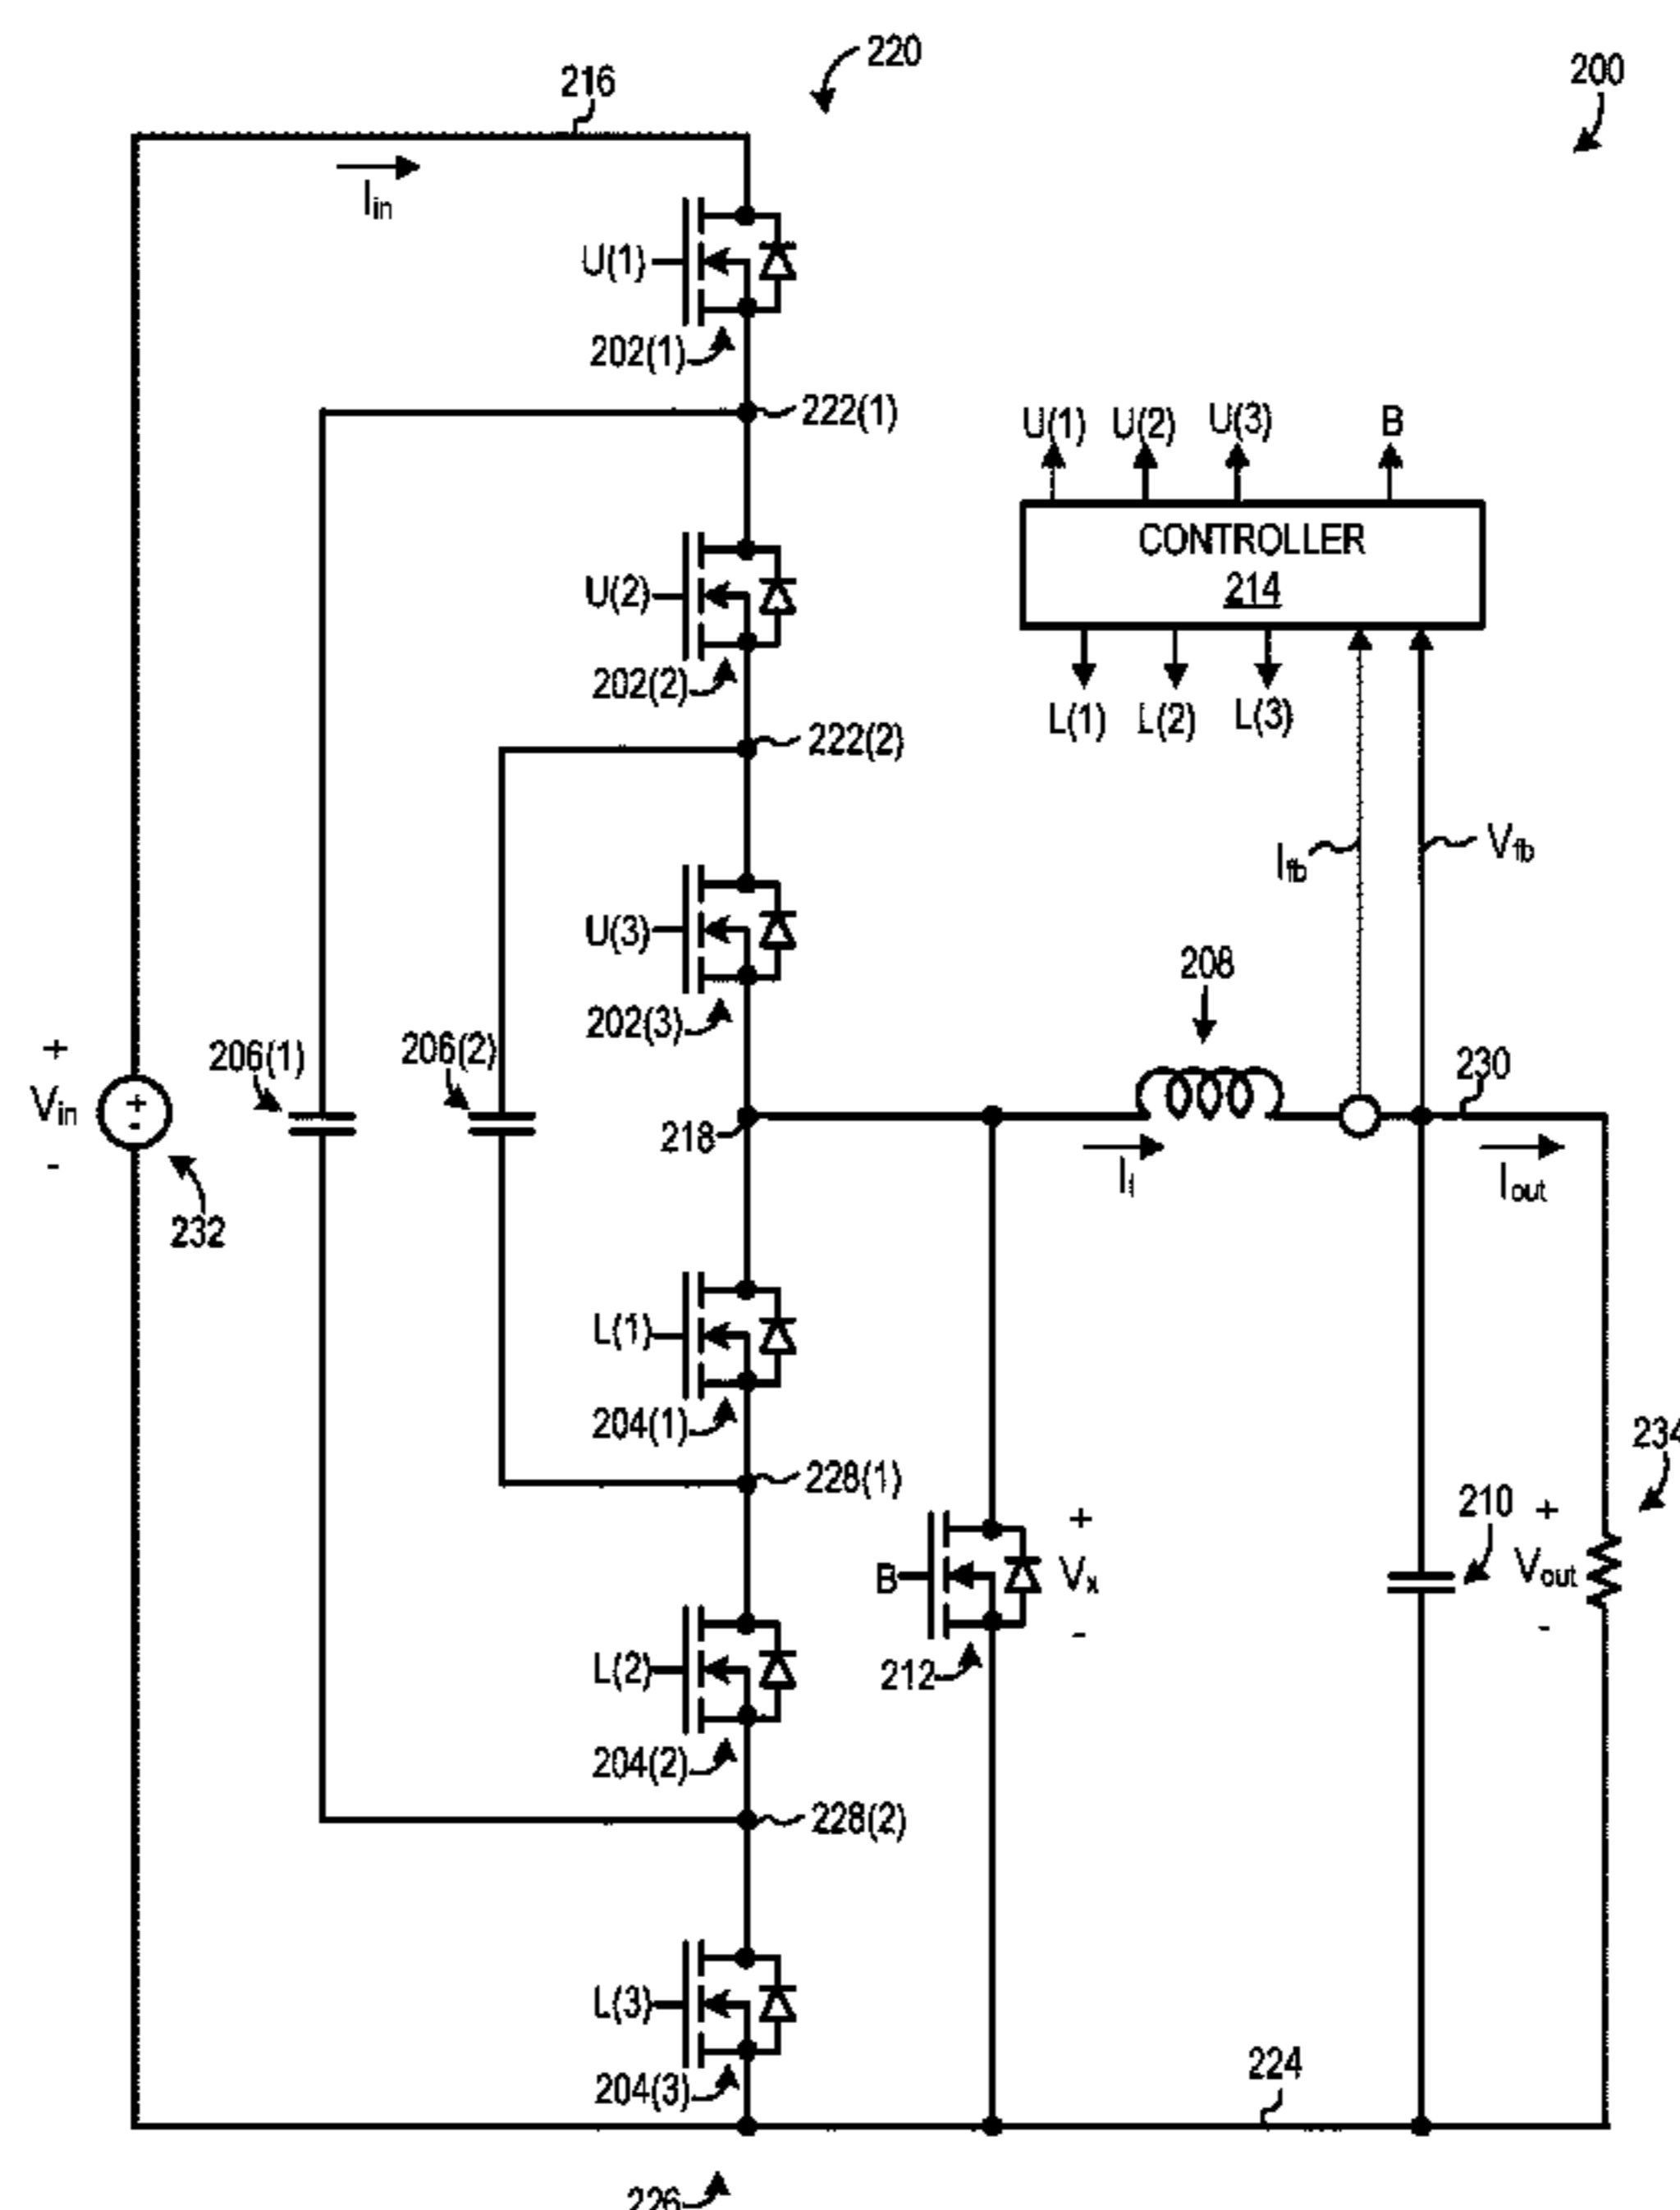 220
200
216
Iin
U(1)
202(1)
222(1)
U(1) U(2) U(3) B
CONTROLLER
214
U(2)
202(2)
L(1) L(2) L(3)
222(2)
Ifb
Vfb
U(3)
202(3)
208
+
Vin
-
+
-
232
206(1)
206(2)
218
Il
230
Iout
L(1)
204(1)
228(1)
B
212
+
Vx
-
210
+
Vout
-
234
L(2)
204(2)
228(2)
L(3)
204(3)
224
226